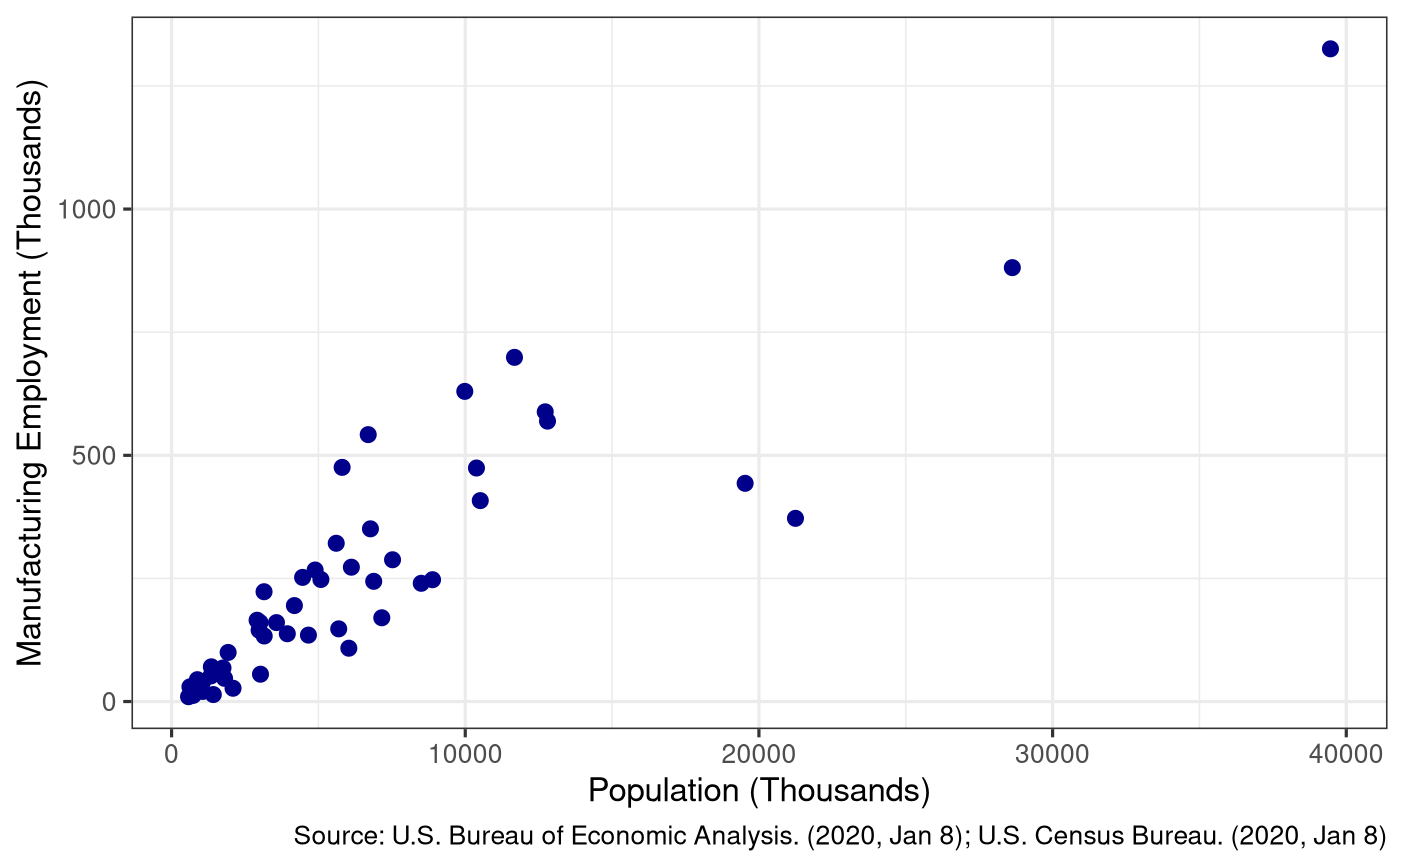 Manufacturing Employment (Thousands)
1000
500
0
0 10000 20000 30000 40000
Population (Thousands)
Source: U.S. Bureau of Economic Analysis. (2020, Jan 8); U.S. Census Bureau. (2020, Jan 8)